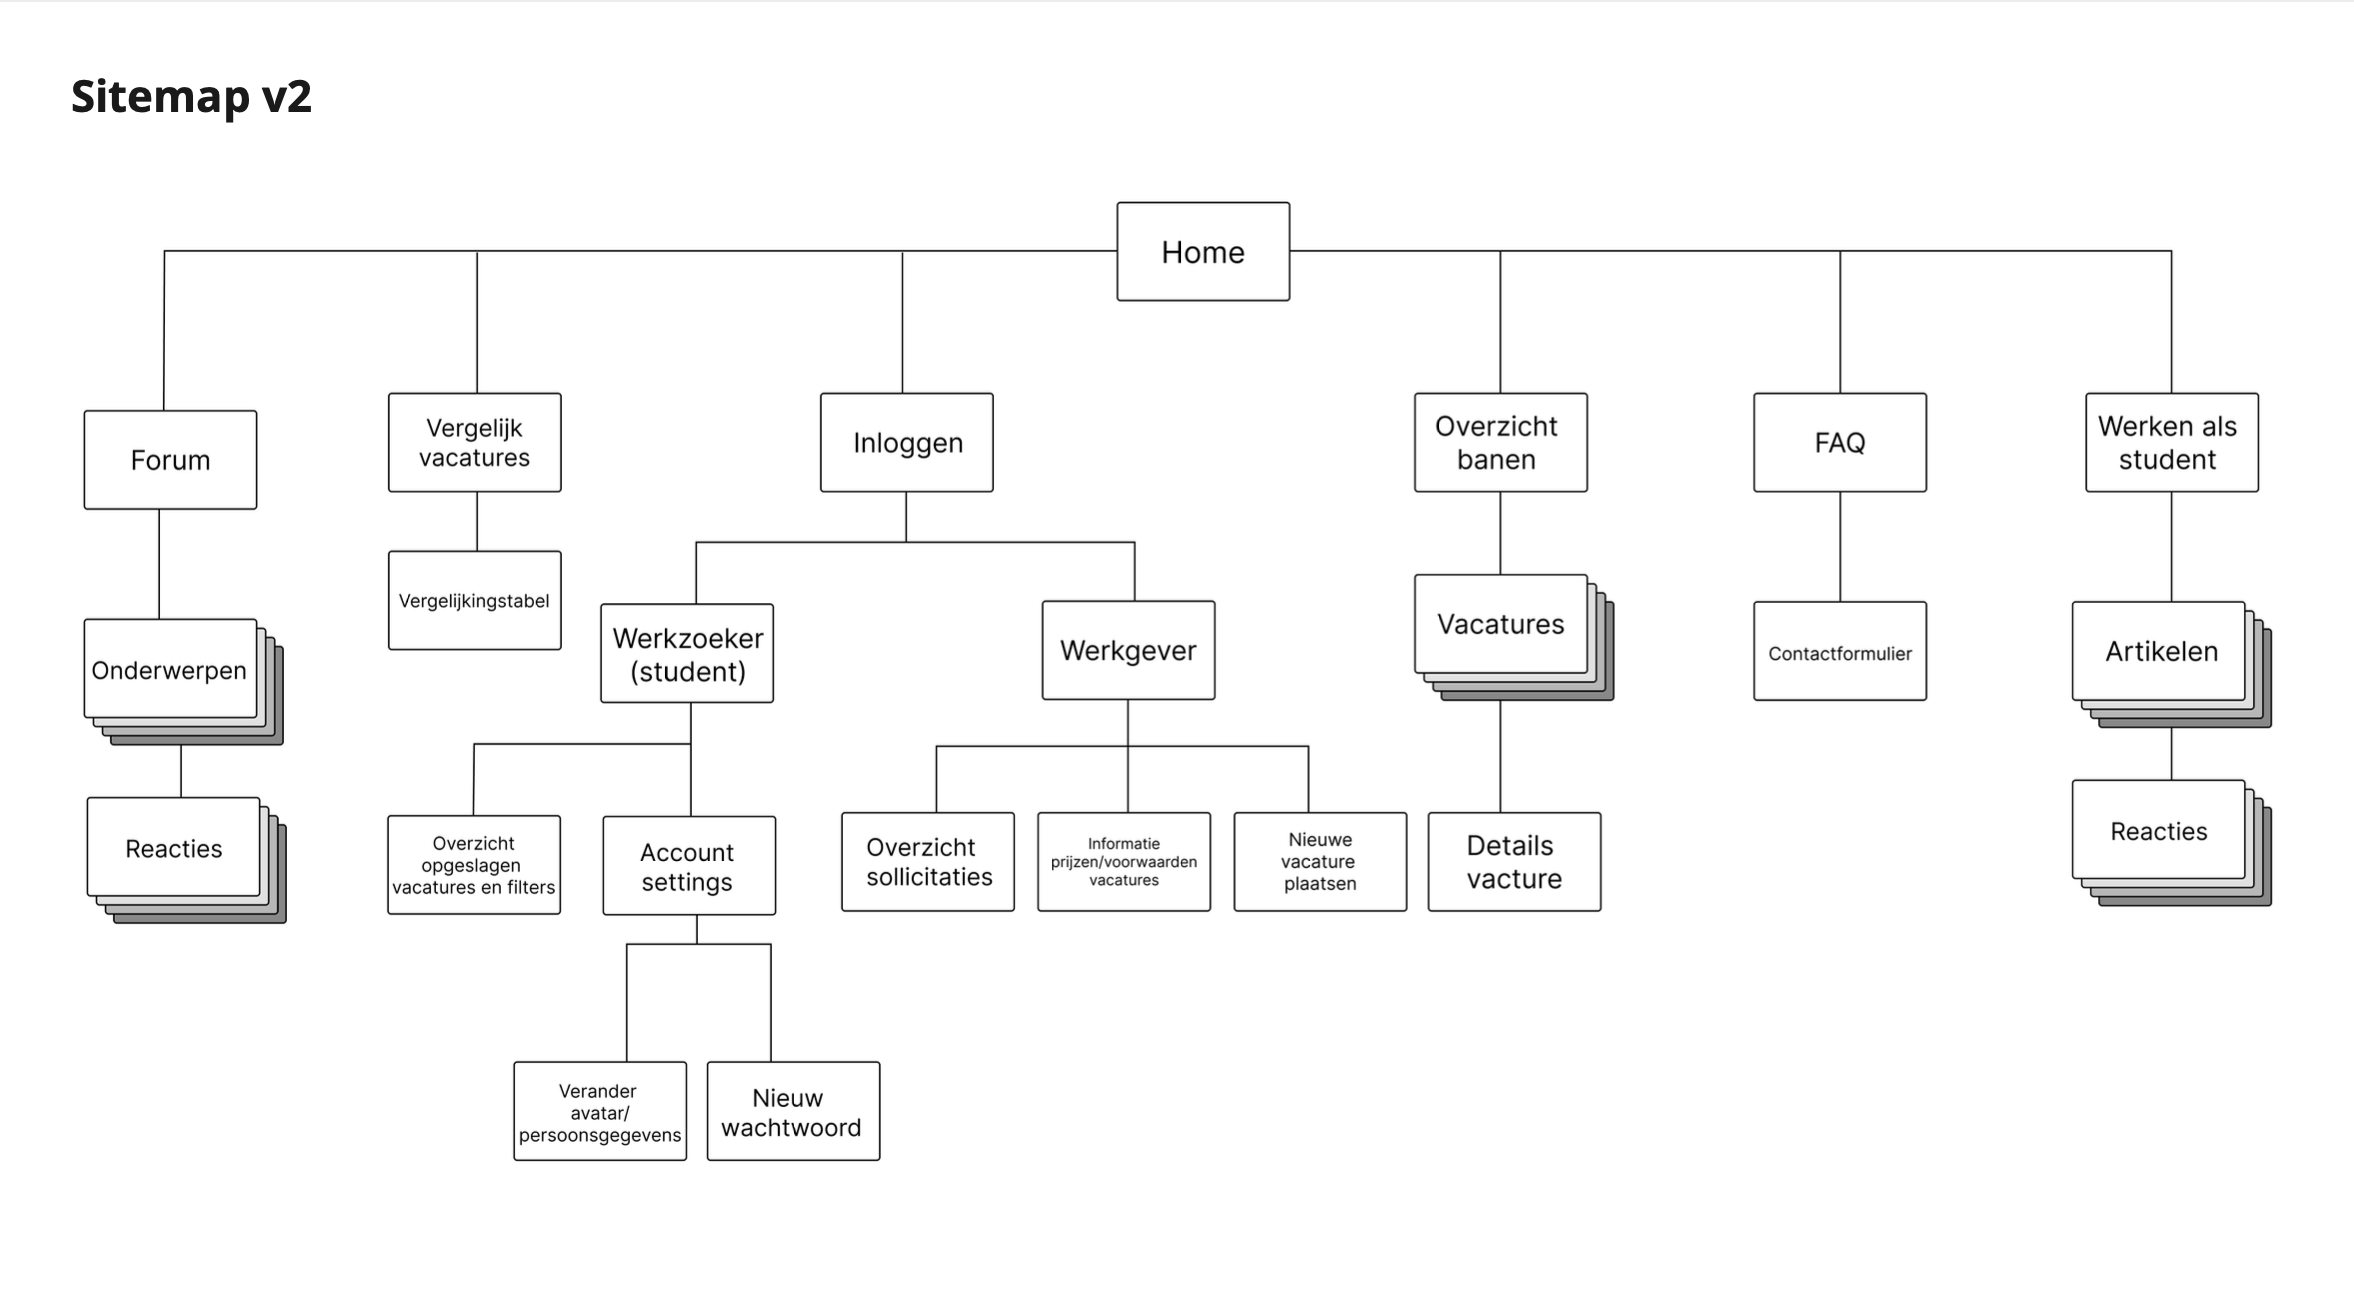 Sitemap v2
Home
Forum
Vergelijk
vacatures
Inloggen
Overzicht
banen
FAQ
Werken als
student
Onderwerpen
Vergelijkingstabel
Werkzoeker
(student)
Werkgever
Vacatures
Contactformulier
Artikelen
Reacties
Overzicht
opgeslagen
vacatures en filters
Account
settings
Overzicht
sollicitaties
Informatie
prijzen/voorwaarden
vacatures
Nieuwe
vacature
plaatsen
Details
vacture
Reacties
Verander
avatar/
persoonsgegevens
Nieuw
wachtwoord